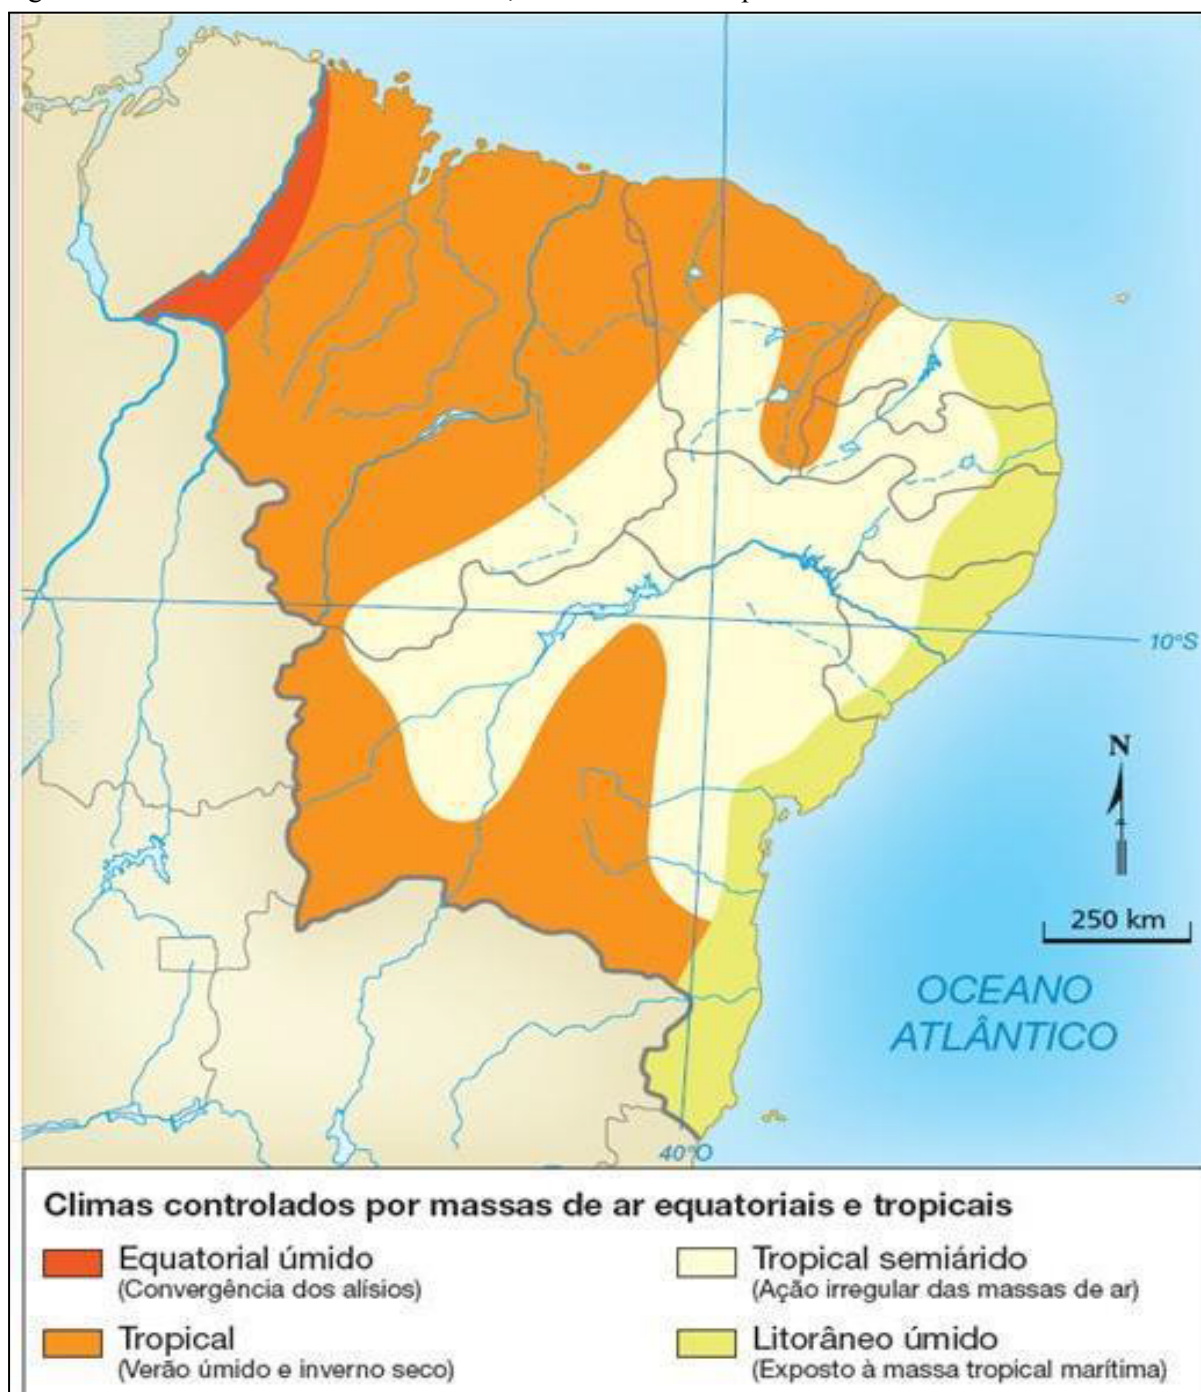 10°S
N
250 km
OCEANO
ATLÂNTICO
40°O
Climas controlados por massas de ar equatoriais e tropicais
Equatorial úmido
(Convergência dos alísios)
Tropical
(Verão úmido e inverno seco)
Tropical semiárido
(Ação irregular das massas de ar)
Litorâneo úmido
(Exposto à massa tropical marítima)